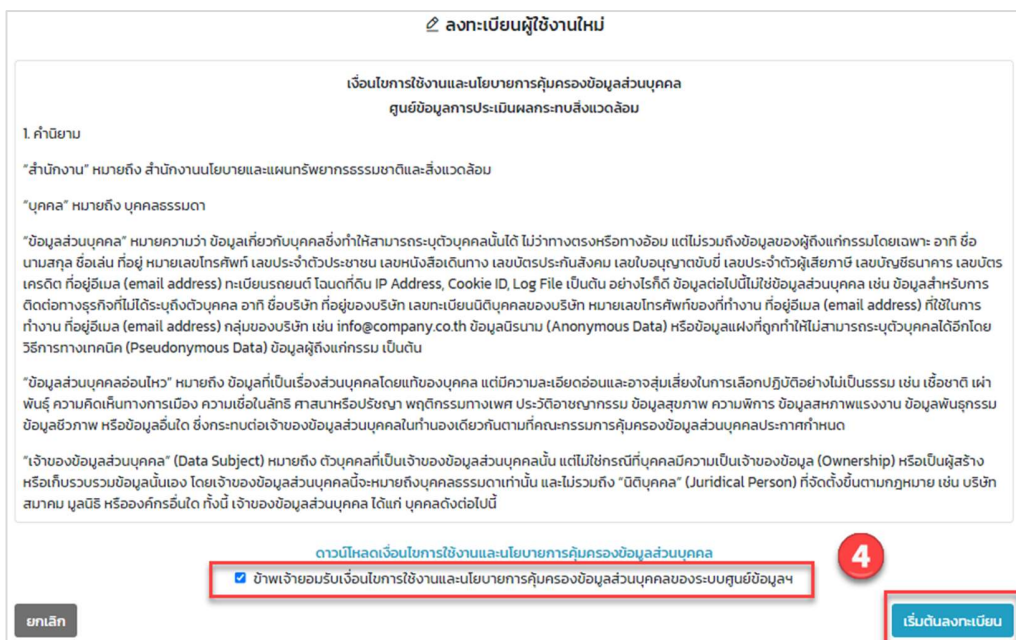 ลงทะเบียนผู้ใช้งานใหม่
เงื่อนไขการใช้งานและนโยบายการคุ้มครองข้อมูลส่วนบุคคล
ศูนย์ข้อมูลการประเมินผลกระทบสิ่งแวดล้อม
1. คำนิยาม
"สำนักงาน" หมายถึง สำนักงานนโยบายและแผนทรัพยากรธรรมชาติและสิ่งแวดล้อม
"บุคคล" หมายถึง บุคคลธรรมดา
"ข้อมูลส่วนบุคคล" หมายความว่า ข้อมูลเกี่ยวกับบุคคลซึ่งทำให้สามารถระบุตัวบุคคลนั้นได้ ไม่ว่าทางตรงหรือทางอ้อม แต่ไม่รวมถึงข้อมูลของผู้ถึงแก่กรรมโดยเฉพาะ อาทิ ชื่อ
นามสกุล ชื่อเล่น ที่อยู่ หมายเลขโทรศัพท์ เลขประจำตัวประชาชน เลขหนังสือเดินทาง เลขบัตรประกันสังคม เลขใบอนุญาตขับขี่ เลขประจำตัวผู้เสียภาษี เลขบัญชีธนาคาร เลขบัตร
เครดิต ที่อยู่อีเมล (email address) ทะเบียนรถยนต์ โฉนดที่ดิน IP Address, Cookie ID, Log File เป็นต้น อย่างไรก็ดี ข้อมูลต่อไปนี้ไม่ใช่ข้อมูลส่วนบุคคล เช่น ข้อมูลสำหรับการ
ติดต่อทางธุรกิจที่ไม่ได้ระบุถึงตัวบุคคล อาทิ ชื่อบริษัท ที่อยู่ของบริษัท เลขทะเบียนนิติบุคคลของบริษัท หมายเลขโทรศัพท์ของที่ทำงาน ที่อยู่อีเมล (email address) ที่ใช้ในการ
ทำงาน ที่อยู่อีเมล (email address) กลุ่มของบริษัท เช่น info@company.co.th ข้อมูลนิรนาม (Anonymous Data) หรือข้อมูลแฝงที่ถูกทำให้ไม่สามารถระบุตัวบุคคลได้อีกโดย
วิธีการทางเทคนิค (Pseudonymous Data) ข้อมูลผู้ถึงแก่กรรม เป็นต้น
"ข้อมูลส่วนบุคคลอ่อนไหว" หมายถึง ข้อมูลที่เป็นเรื่องส่วนบุคคลโดยแท้ของบุคคล แต่มีความละเอียดอ่อนและอาจสุ่มเสี่ยงในการเลือกปฏิบัติอย่างไม่เป็นธรรม เช่น เชื้อชาติ เผ่า
พันธุ์ ความคิดเห็นทางการเมือง ความเชื่อในลัทธิ ศาสนาหรือปรัชญา พฤติกรรมทางเพศ ประวัติอาชญากรรม ข้อมูลสุขภาพ ความพิการ ข้อมูลสหภาพแรงงาน ข้อมูลพันธุกรรม
ข้อมูลชีวภาพ หรือข้อมูลอื่นใด ซึ่งกระทบต่อเจ้าของข้อมูลส่วนบุคคลในทำนองเดียวกันตามที่คณะกรรมการคุ้มครองข้อมูลส่วนบุคคลประกาศกำหนด
"เจ้าของข้อมูลส่วนบุคคล" (Data Subject) หมายถึง ตัวบุคคลที่เป็นเจ้าของข้อมูลส่วนบุคคลนั้น แต่ไม่ใช่กรณีที่บุคคลมีความเป็นเจ้าของข้อมูล (Ownership) หรือเป็นผู้สร้าง
หรือเก็บรวบรวมข้อมูลนั้นเอง โดยเจ้าของข้อมูลส่วนบุคคลนี้จะหมายถึงบุคคลธรรมดาเท่านั้น และไม่รวมถึง "นิติบุคคล" (Juridical Person) ที่จัดตั้งขึ้นตามกฎหมาย เช่น บริษัท
สมาคม มูลนิธิ หรือองค์กรอื่นใด ทั้งนี้ เจ้าของข้อมูลส่วนบุคคล ได้แก่ บุคคลดังต่อไปนี้
ดาวน์โหลดเงื่อนไขการใช้งานและนโยบายการคุ้มครองข้อมูลส่วนบุคคล
4
ข้าพเจ้ายอมรับเงื่อนไขการใช้งานและนโยบายการคุ้มครองข้อมูลส่วนบุคคลของระบบศูนย์ข้อมูลฯ
ยกเลิก
เริ่มต้นลงทะเบียน